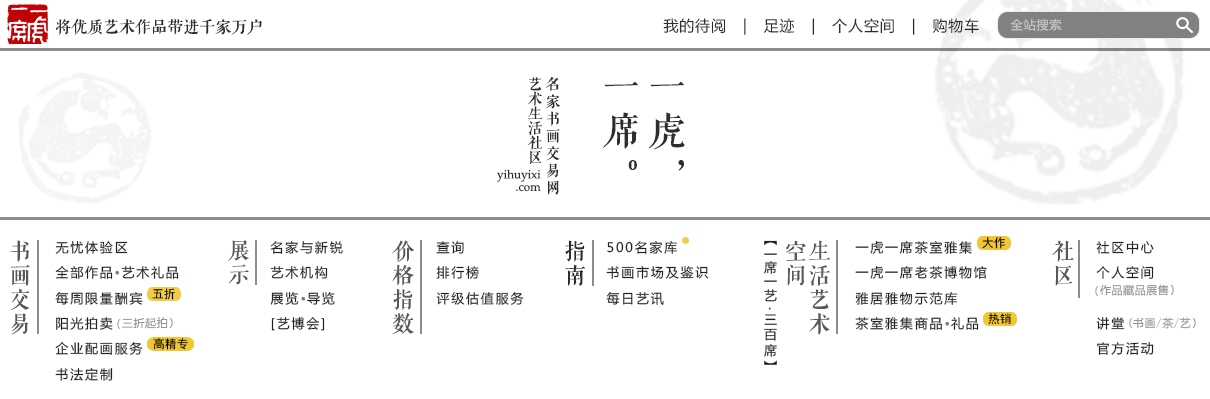 一虎一席
将优质艺术作品带进千家万户
我的待阅 | 足迹 | 个人空间 | 购物车
全站搜索
一虎，
一席。
名家书画交易网
艺术生活社区
yihuyixi
.com
书画交易
无忧体验区
全部作品•艺术礼品
每周限量酬宾 五折
阳光拍卖(三折起拍)
企业配画服务 高精专
书法定制
展示
名家与新锐
艺术机构
展览•导览
[艺博会]
价格指数
查询
排行榜
评级估值服务
指南
500名家库
书画市场及鉴识
每日艺讯
【一席一艺·三百席】
生活艺术
空间
一虎一席茶室雅集 大作
一虎一席老茶博物馆
雅居雅物示范库
茶室雅集商品•礼品 热销
社区
社区中心
个人空间
(作品藏品展售)
讲堂(书画/茶/艺)
官方活动